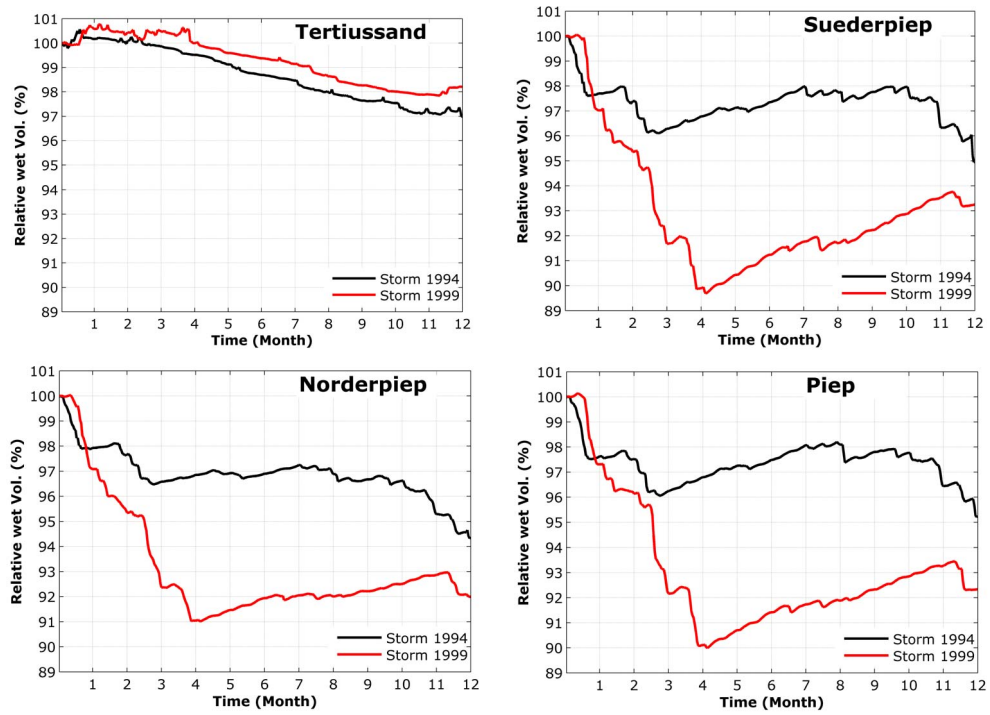 Tertiussand
Relative wet Vol. (%)
101
100
99
98
97
96
95
94
93
92
91
90
89
Storm 1994
Storm 1999
1 2 3 4 5 6 7 8 9 10 11 12
Time (Month)
Suederpiep
Relative wet Vol. (%)
101
100
99
98
97
96
95
94
93
92
91
90
89
Storm 1994
Storm 1999
1 2 3 4 5 6 7 8 9 10 11 12
Time (Month)
Norderpiep
Relative wet Vol. (%)
101
100
99
98
97
96
95
94
93
92
91
90
89
Storm 1994
Storm 1999
1 2 3 4 5 6 7 8 9 10 11 12
Time (Month)
Piep
Relative wet Vol. (%)
101
100
99
98
97
96
95
94
93
92
91
90
89
Storm 1994
Storm 1999
1 2 3 4 5 6 7 8 9 10 11 12
Time (Month)